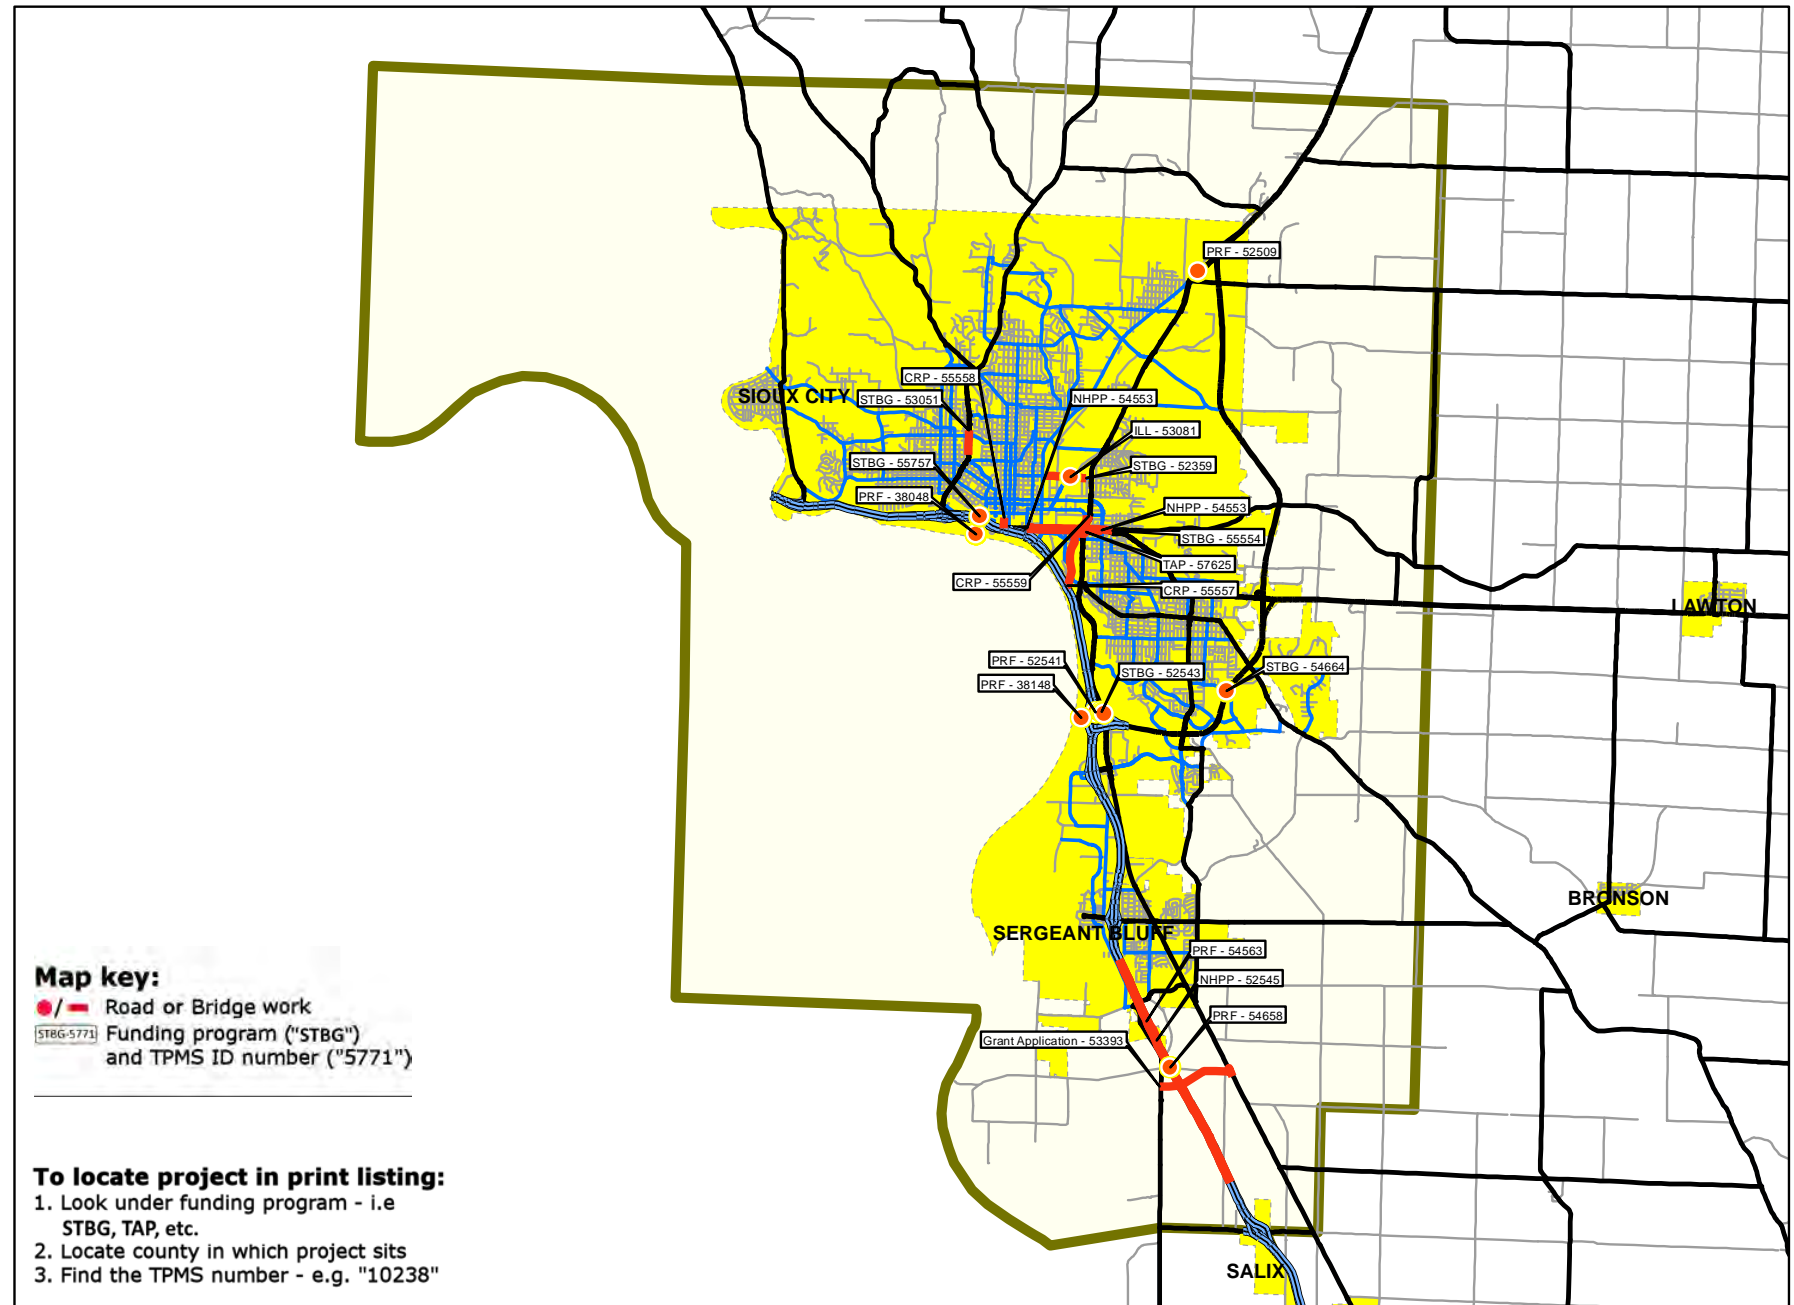 PRF - 52509
CRP - 55558
SIOUX CITY
STBG - 53051
NHPP - 54553
ILL - 53081
STBG - 55757
STBG - 52359
PRF - 38048
NHPP - 54553
STBG - 55554
TAP - 57625
CRP - 55559
CRP - 55557
LAWTON
PRF - 52541
STBG - 52543
STBG - 54664
PRF - 38148
BRONSON
SERGEANT BLUFF
PRF - 54563
NHPP - 52545
PRF - 54658
Grant Application - 53393
SALIX
Map key:
/ Road or Bridge work
STBG-5771 Funding program ("STBG")
and TPMS ID number ("5771")
To locate project in print listing:
1. Look under funding program - i.e
STBG, TAP, etc.
2. Locate county in which project sits
3. Find the TPMS number - e.g. "10238"